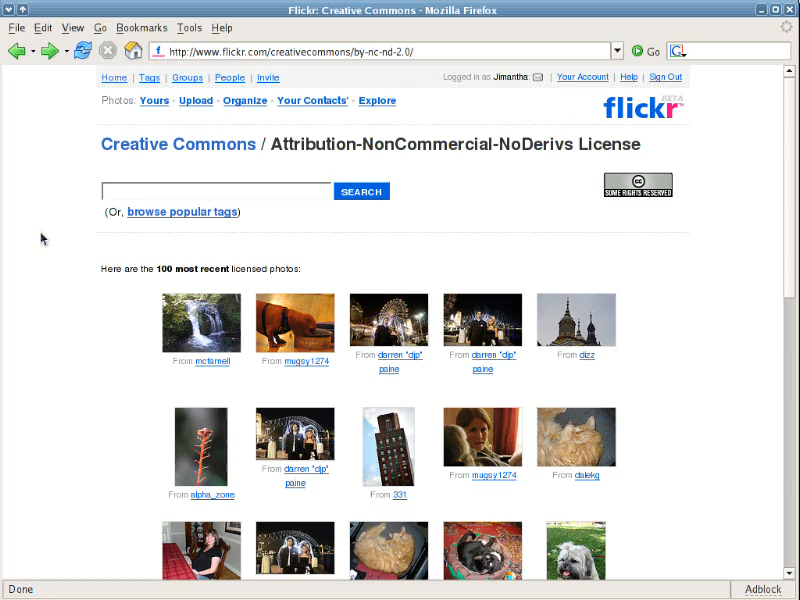 Flickr: Creative Commons - Mozilla Firefox
File Edit View Go Bookmarks Tools Help
http://www.flickr.com/creativecommons/by-nc-nd-2.0/ Go
Home | Tags | Groups | People | Invite
Logged in as Jimantha: | Your Account | Help | Sign Out
Photos: Yours · Upload · Organize · Your Contacts' · Explore
flickr BETA
Creative Commons / Attribution-NonCommercial-NoDerivs License
SEARCH
cc
SOME RIGHTS RESERVED
(Or, browse popular tags)
Here are the 100 most recent licensed photos:
From mcfarnell
From mugsy1274
From darren "djp" paine
From darren "djp" paine
From dizz
From alpha_zone
From darren "djp" paine
From 331
From mugsy1274
From dalekg
Done
Adblock